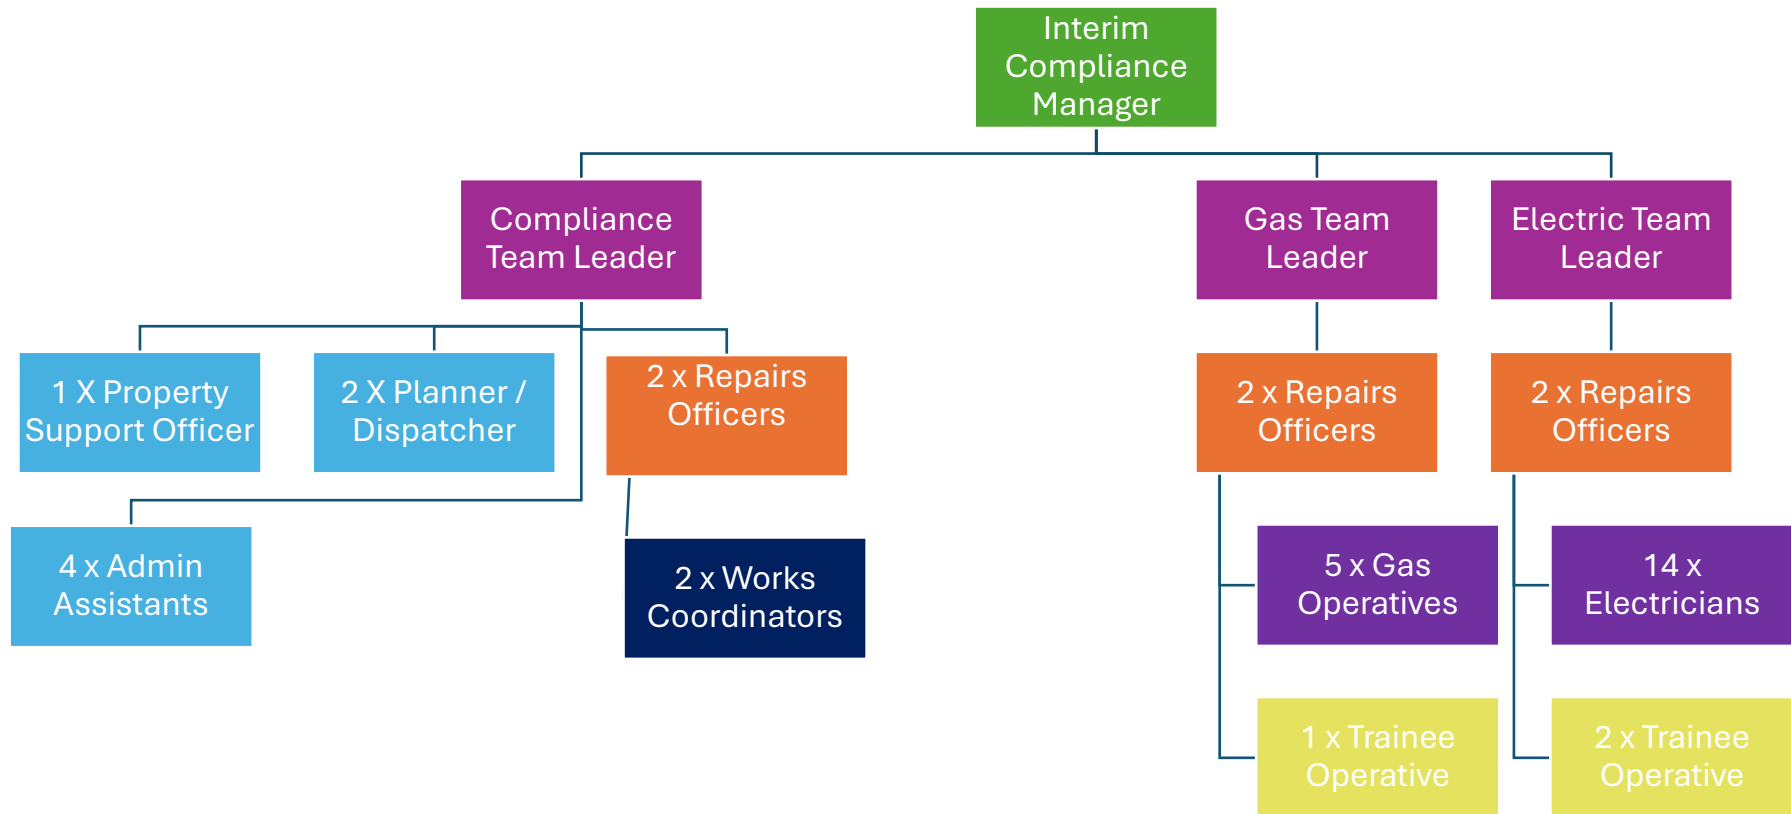 Interim
Compliance
Manager
Compliance
Team Leader
Gas Team
Leader
Electric Team
Leader
1 X Property
Support Officer
2 X Planner /
Dispatcher
2 x Repairs
Officers
2 x Repairs
Officers
2 x Repairs
Officers
4 x Admin
Assistants
2 x Works
Coordinators
5 x Gas
Operatives
14 x
Electricians
1 x Trainee
Operative
2 x Trainee
Operative